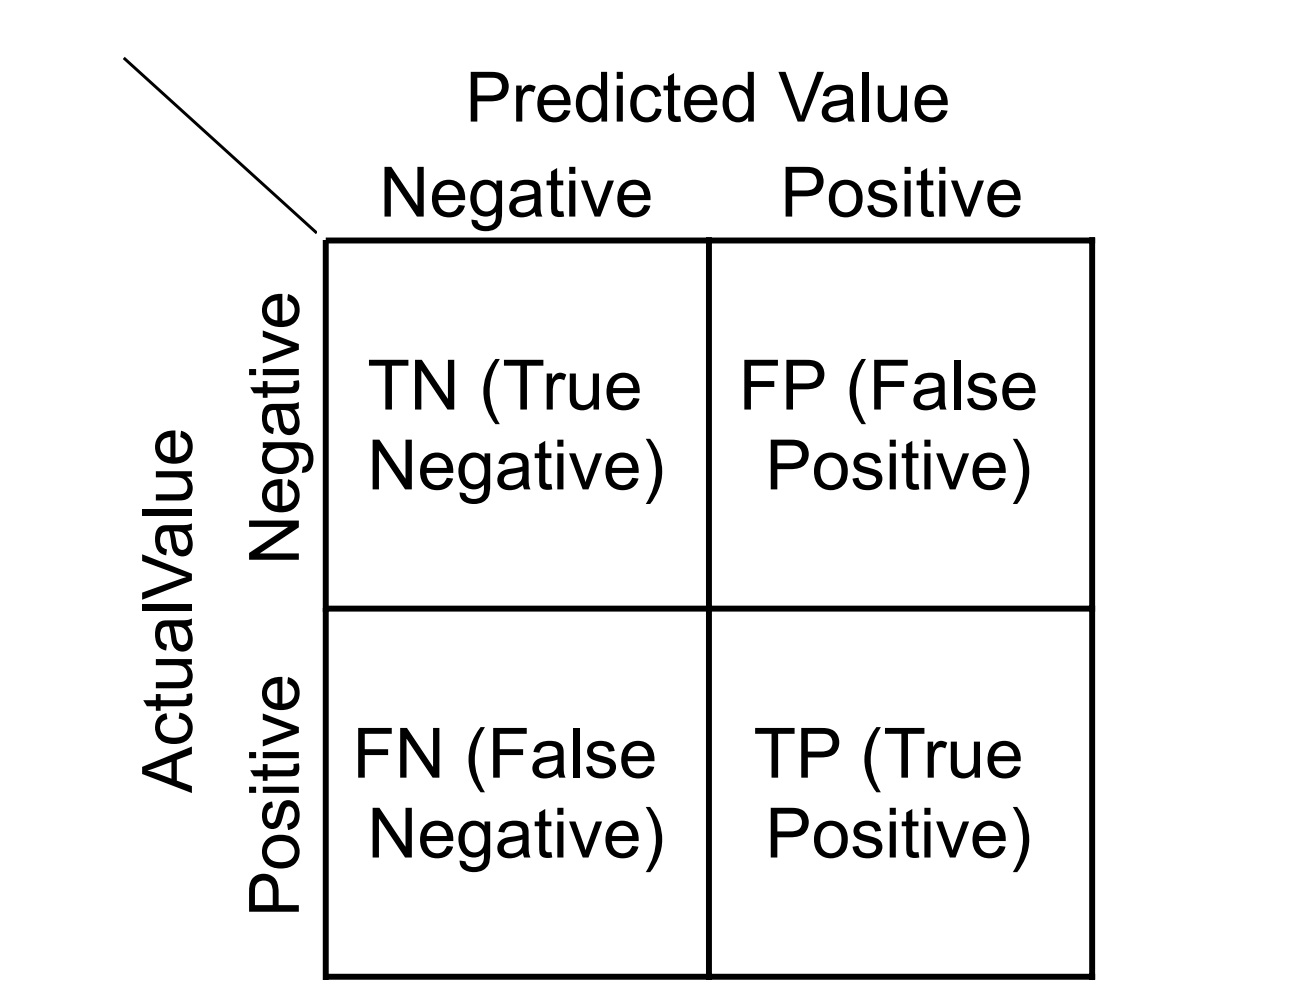 Predicted Value
Negative Positive
ActualValue
Negative
TN (True
Negative)
FP (False
Positive)
Positive
FN (False
Negative)
TP (True
Positive)